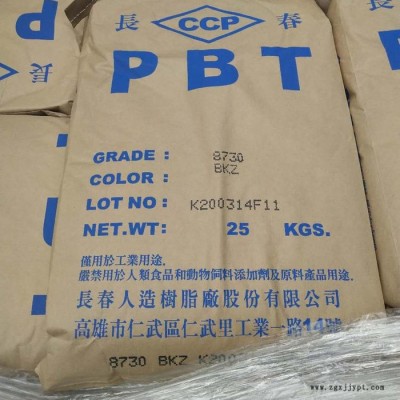 長 CCP 春
PBT
GRADE: 8730
COLOR: BKZ
LOT NO: K200314F11
NET.WT: 25 KGS.
僅用於工業用途.
嚴禁用於人類食品和動物飼料添加劑及原料產品用途.
長春人造樹脂廠股份有限公司
高雄市仁武區仁武里工業一路14號
8730 BKZ K200
www.zgzjjypt.com